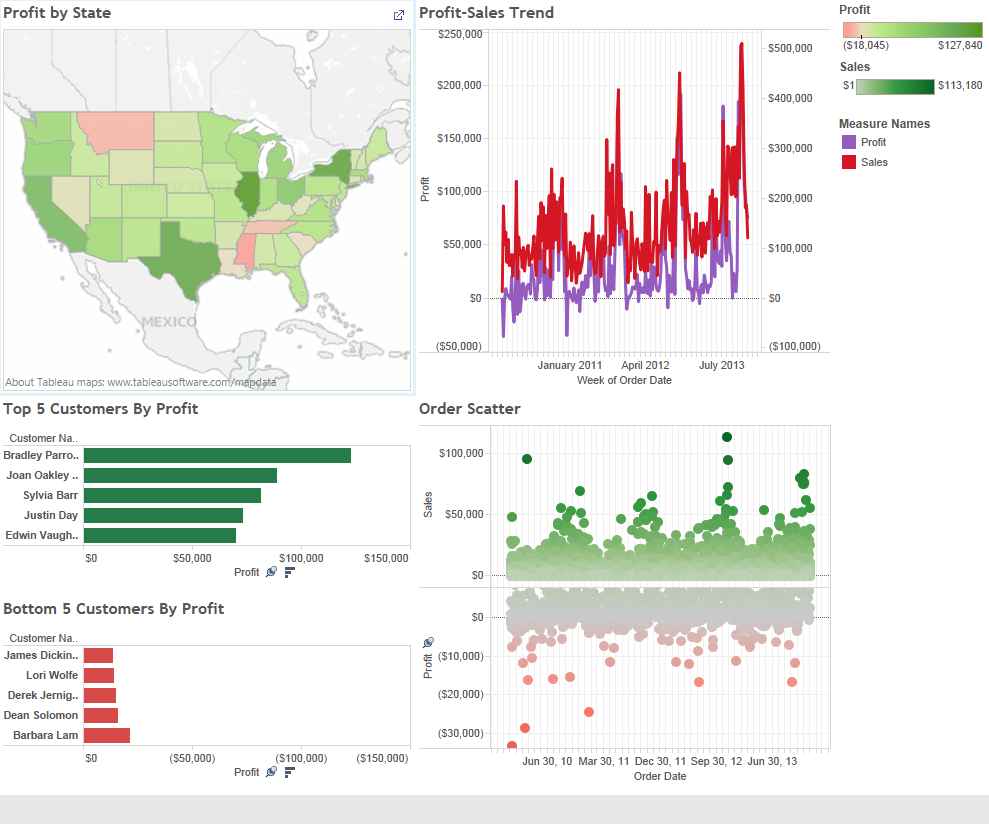 Profit by State
UNITED STATES
MEXICO
About Tableau maps: www.tableausoftware.com/mapdata
Profit-Sales Trend
$250,000
$200,000
$150,000
$100,000
$50,000
$0
($50,000)
Profit
$500,000
$400,000
$300,000
$200,000
$100,000
$0
($100,000)
January 2011 April 2012 July 2013
Week of Order Date
Profit
($18,045) $127,840
Sales
$1 $113,180
Measure Names
Profit
Sales
Top 5 Customers By Profit
Customer Na..
Bradley Parro..
Joan Oakley ..
Sylvia Barr
Justin Day
Edwin Vaugh..
$0 $50,000 $100,000 $150,000
Profit
Bottom 5 Customers By Profit
Customer Na..
James Dickin..
Lori Wolfe
Derek Jernig..
Dean Solomon
Barbara Lam
$0 ($50,000) ($100,000) ($150,000)
Profit
Order Scatter
$100,000
$50,000
$0
Sales
$0
($10,000)
($20,000)
($30,000)
Profit
Jun 30, 10 Mar 31, 11 Dec 30, 11 Sep 30, 12 Jun 30, 13
Order Date